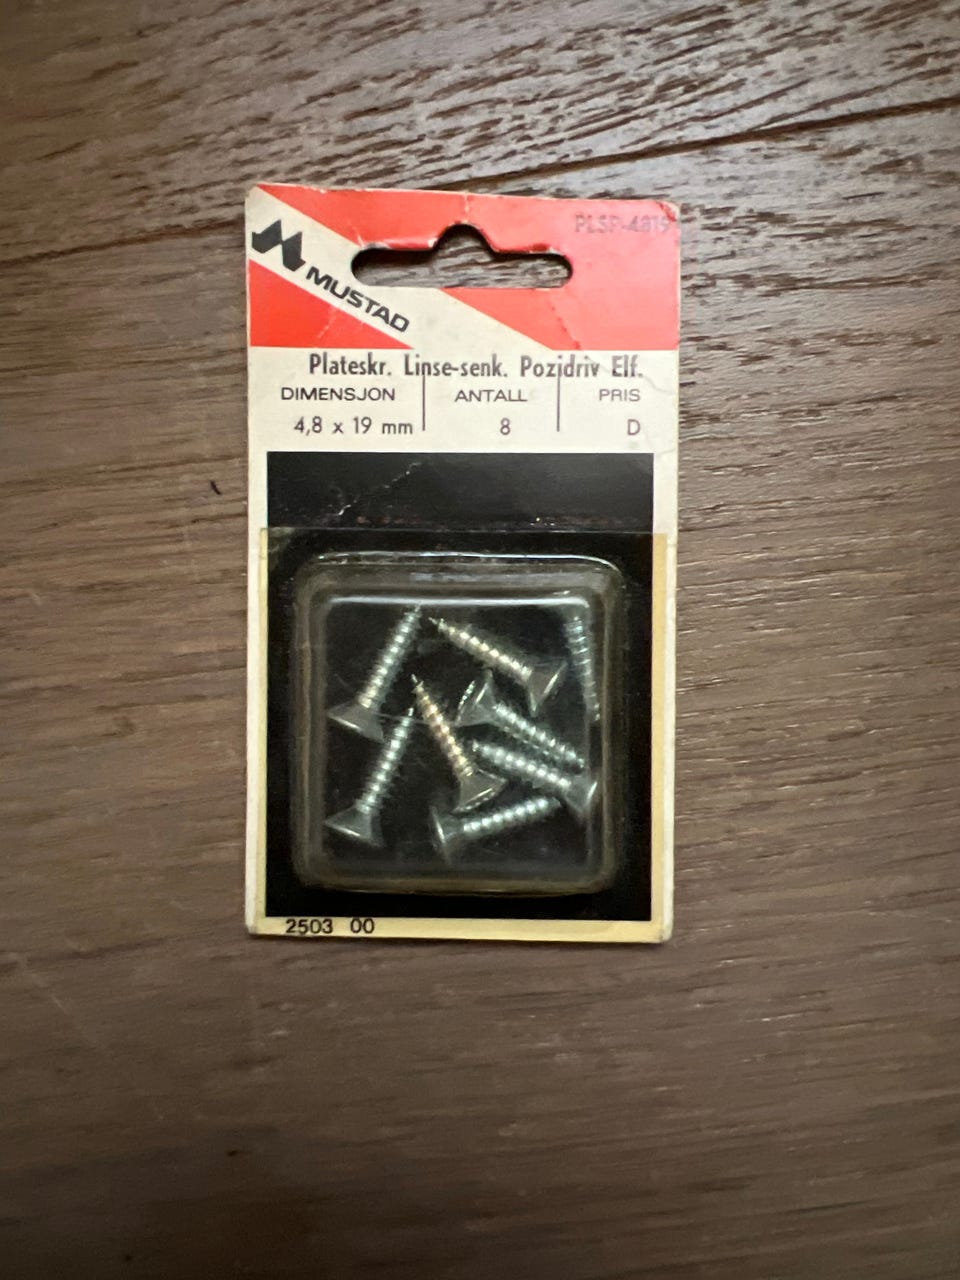 PLSP-4819
MUSTAD
Plateskr. Linse-senk. Pozidriv Elf.
DIMENSJON ANTALL PRIS
4,8 x 19 mm 8 D
2503 00